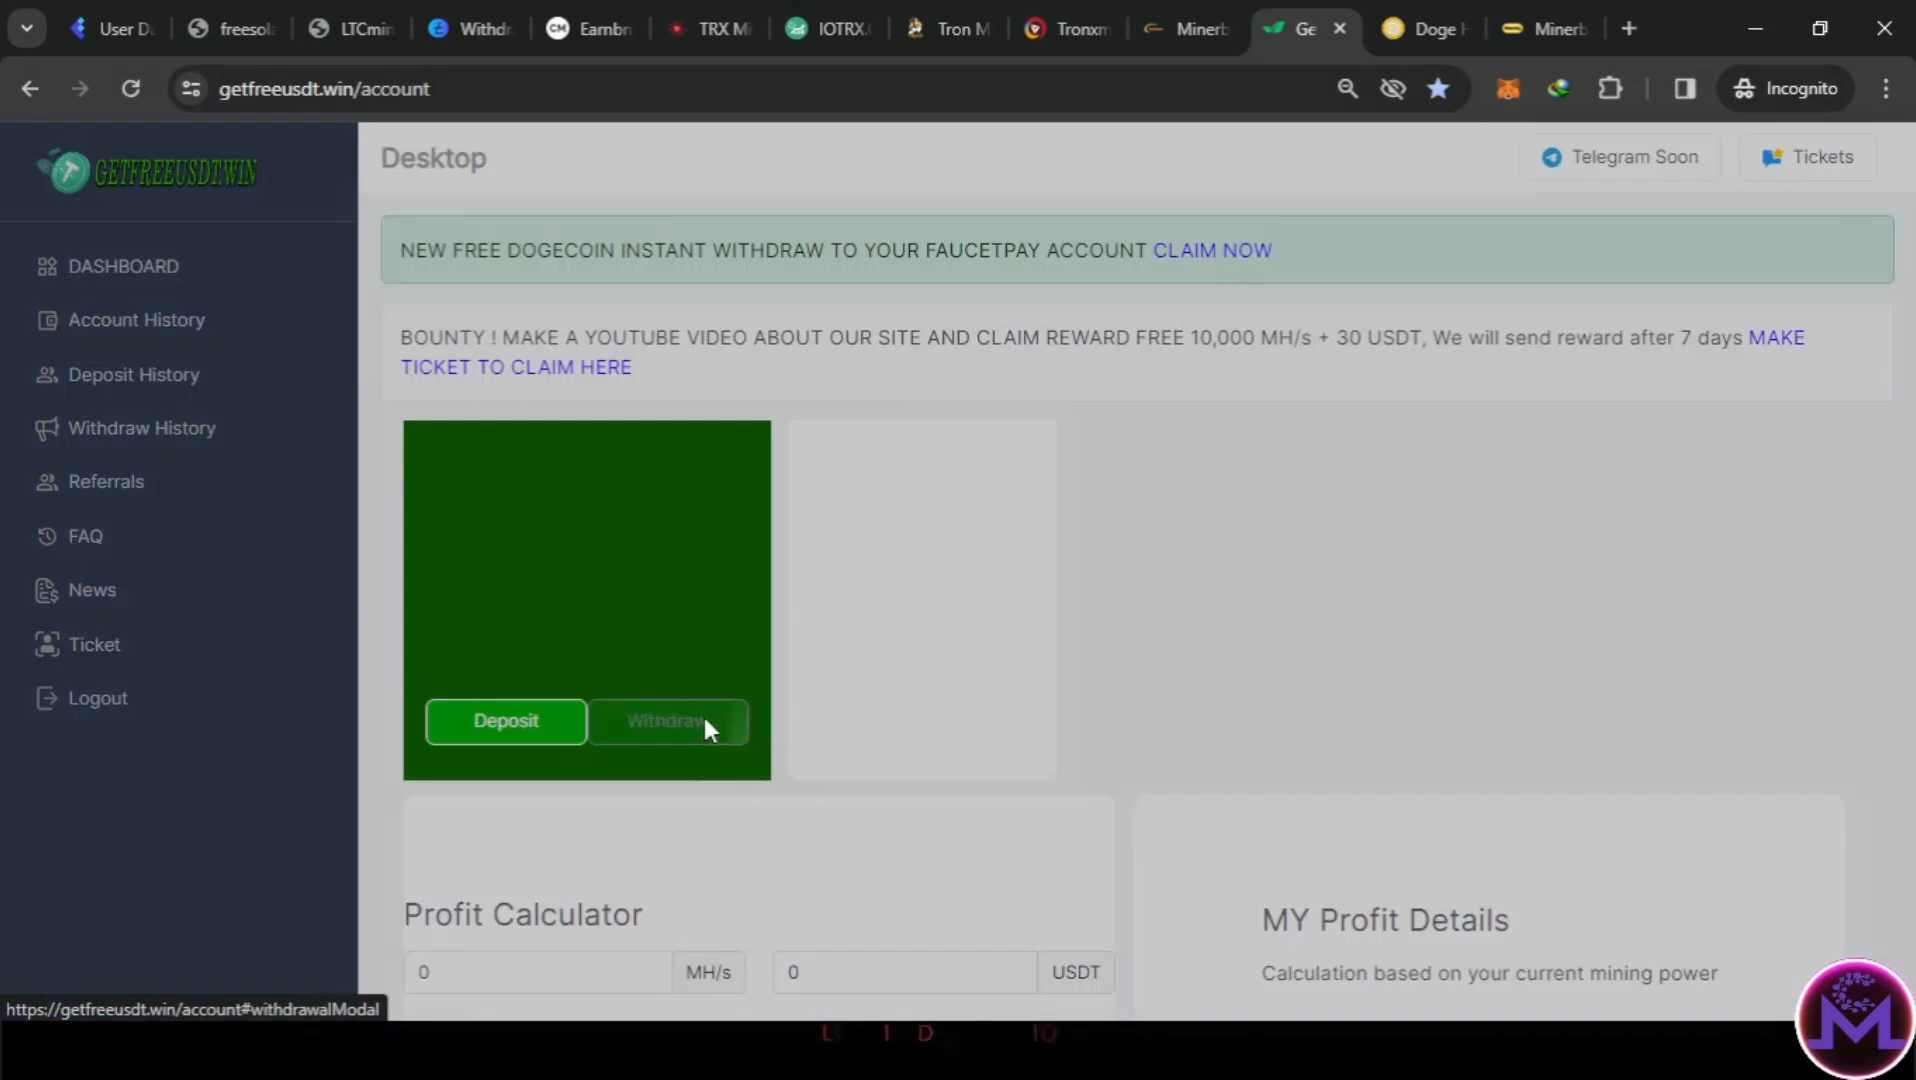 User Da
freesola
LTCmin
Withdr
CM
Earnbn
TRX Mi
IOTRX.
Tron M
Tronxm
Minerb
Ge
Doge H
Minerb
getfreeusdt.win/account
Incognito
GETFREEUSDT.WIN
Desktop
Telegram Soon
Tickets
DASHBOARD
Account History
Deposit History
Withdraw History
Referrals
FAQ
News
Ticket
Logout
NEW FREE DOGECOIN INSTANT WITHDRAW TO YOUR FAUCETPAY ACCOUNT CLAIM NOW
BOUNTY ! MAKE A YOUTUBE VIDEO ABOUT OUR SITE AND CLAIM REWARD FREE 10,000 MH/s + 30 USDT, We will send reward after 7 days MAKE
TICKET TO CLAIM HERE
Deposit
Withdraw
Profit Calculator
0 MH/s
0 USDT
MY Profit Details
Calculation based on your current mining power
https://getfreeusdt.win/account#withdrawalModal
M